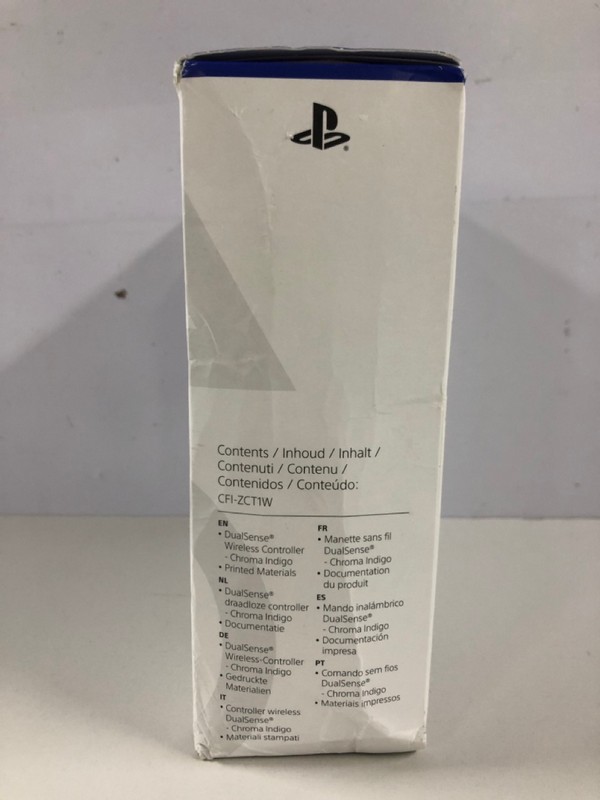 Contents / Inhoud / Inhalt /
Contenuti / Contenu /
Contenidos / Conteúdo:
CFI-ZCT1W
EN
• DualSense®
Wireless Controller
- Chroma Indigo
• Printed Materials
NL
• DualSense®
draadloze controller
- Chroma Indigo
• Documentatie
DE
• DualSense®
Wireless-Controller
- Chroma Indigo
• Gedruckte
Materialien
IT
• Controller wireless
DualSense®
- Chroma Indigo
• Materiali stampati
FR
• Manette sans fil
DualSense®
- Chroma Indigo
• Documentation
du produit
ES
• Mando inalámbrico
DualSense®
- Chroma Indigo
• Documentación
impresa
PT
• Comando sem fios
DualSense®
- Chroma Indigo
• Materiais impressos